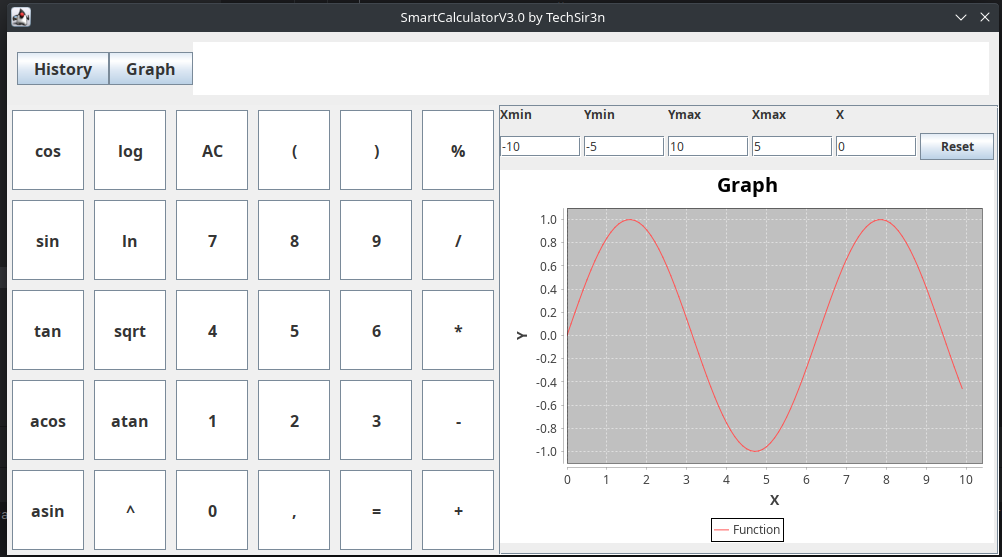 SmartCalculatorV3.0 by TechSir3n
History Graph
cos log AC ( ) %
sin ln 7 8 9 /
tan sqrt 4 5 6 *
acos atan 1 2 3 -
asin ^ 0 , = +
Xmin Ymin Ymax Xmax X
-10 -5 10 5 0 Reset
Graph
1.0
0.8
0.6
0.4
0.2
0.0
-0.2
-0.4
-0.6
-0.8
-1.0
Y
0 1 2 3 4 5 6 7 8 9 10
X
Function